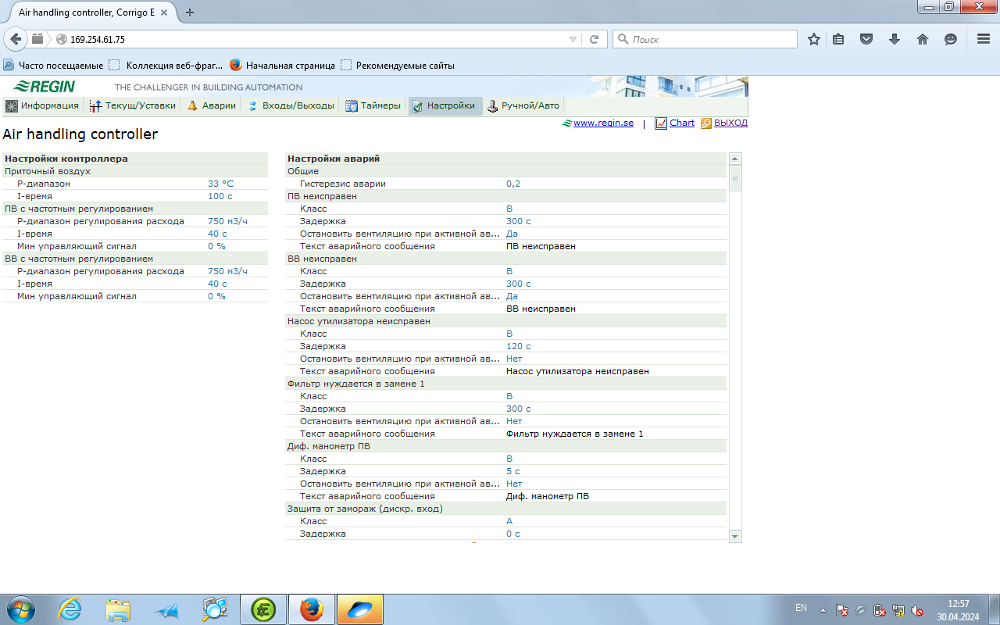 Air handling controller, Corrigo E
169.254.61.75
Поиск
Часто посещаемые
Коллекция веб-фраг...
Начальная страница
Рекомендуемые сайты
REGIN THE CHALLENGER IN BUILDING AUTOMATION
Информация Текущ/Уставки Аварии Входы/Выходы Таймеры Настройки Ручной/Авто
www.regin.se | Chart ВЫХОД
Air handling controller
Настройки контроллера
Приточный воздух
P-диапазон 33 °C
I-время 100 с
ПВ с частотным регулированием
P-диапазон регулирования расхода 750 м3/ч
I-время 40 с
Мин управляющий сигнал 0 %
ВВ с частотным регулированием
P-диапазон регулирования расхода 750 м3/ч
I-время 40 с
Мин управляющий сигнал 0 %
Настройки аварий
Общие
Гистерезис аварии 0,2
ПВ неисправен
Класс B
Задержка 300 с
Остановить вентиляцию при активной ав... Да
Текст аварийного сообщения ПВ неисправен
ВВ неисправен
Класс B
Задержка 300 с
Остановить вентиляцию при активной ав... Да
Текст аварийного сообщения ВВ неисправен
Насос утилизатора неисправен
Класс B
Задержка 120 с
Остановить вентиляцию при активной ав... Нет
Текст аварийного сообщения Насос утилизатора неисправен
Фильтр нуждается в замене 1
Класс B
Задержка 300 с
Остановить вентиляцию при активной ав... Нет
Текст аварийного сообщения Фильтр нуждается в замене 1
Диф. манометр ПВ
Класс B
Задержка 5 с
Остановить вентиляцию при активной ав... Нет
Текст аварийного сообщения Диф. манометр ПВ
Защита от замораж (дискр. вход)
Класс A
Задержка 0 с
EN
12:57
30.04.2024